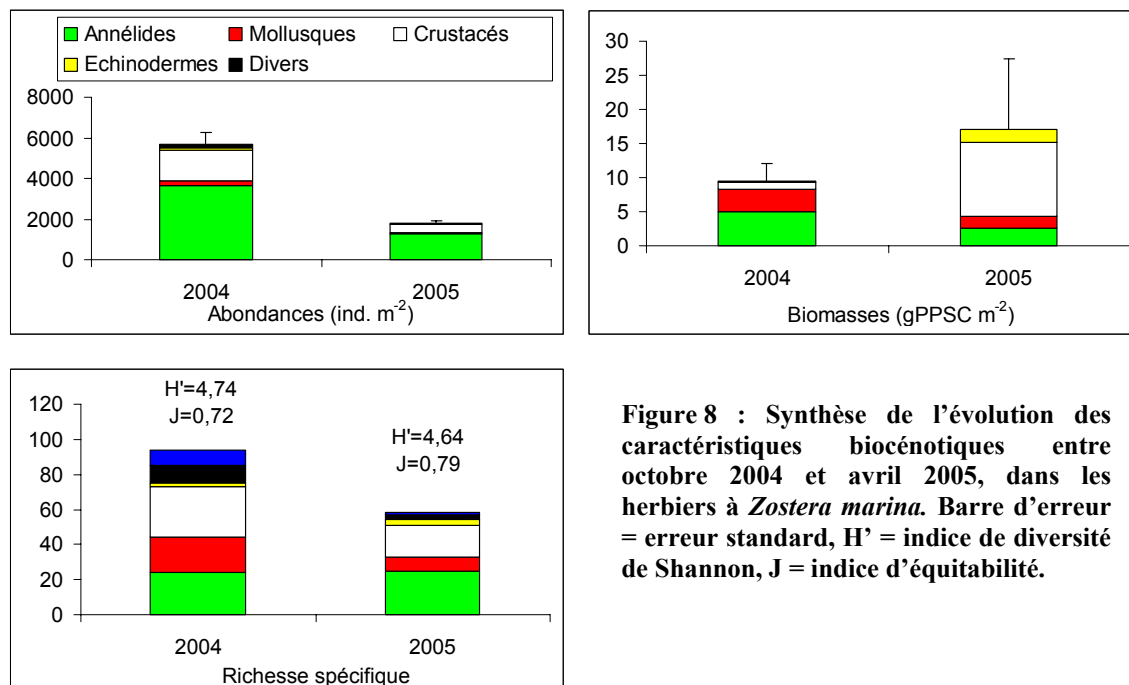 Annélides Mollusques Crustacés
Echinodermes Divers
8000
6000
4000
2000
0
2004 2005
Abondances (ind. m-2)
30
25
20
15
10
5
0
2004 2005
Biomasses (gPPSC m-2)
H'=4,74
J=0,72
H'=4,64
J=0,79
120
100
80
60
40
20
0
2004 2005
Richesse spécifique
Figure 8 : Synthèse de l’évolution des
caractéristiques biocénotiques entre
octobre 2004 et avril 2005, dans les
herbiers à Zostera marina. Barre d’erreur
= erreur standard, H’ = indice de diversité
de Shannon, J = indice d’équitabilité.